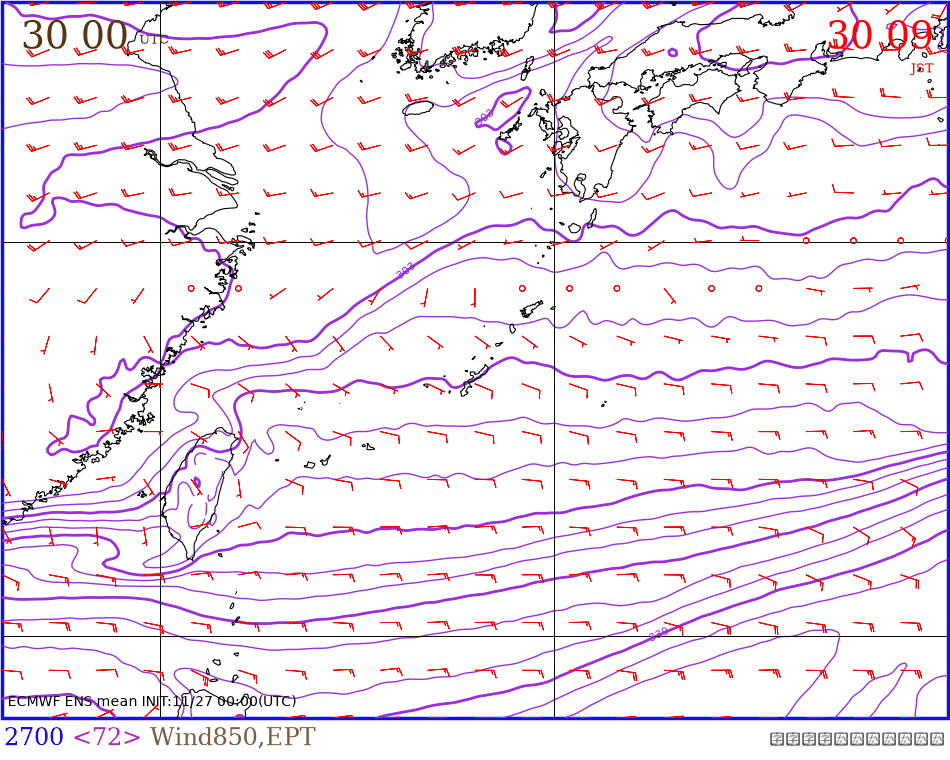 30 00 UTC
30 09
JST
303
303
330
ECMWF ENS mean INIT:11/27 00:00(UTC)
2700 <72> Wind850,EPT